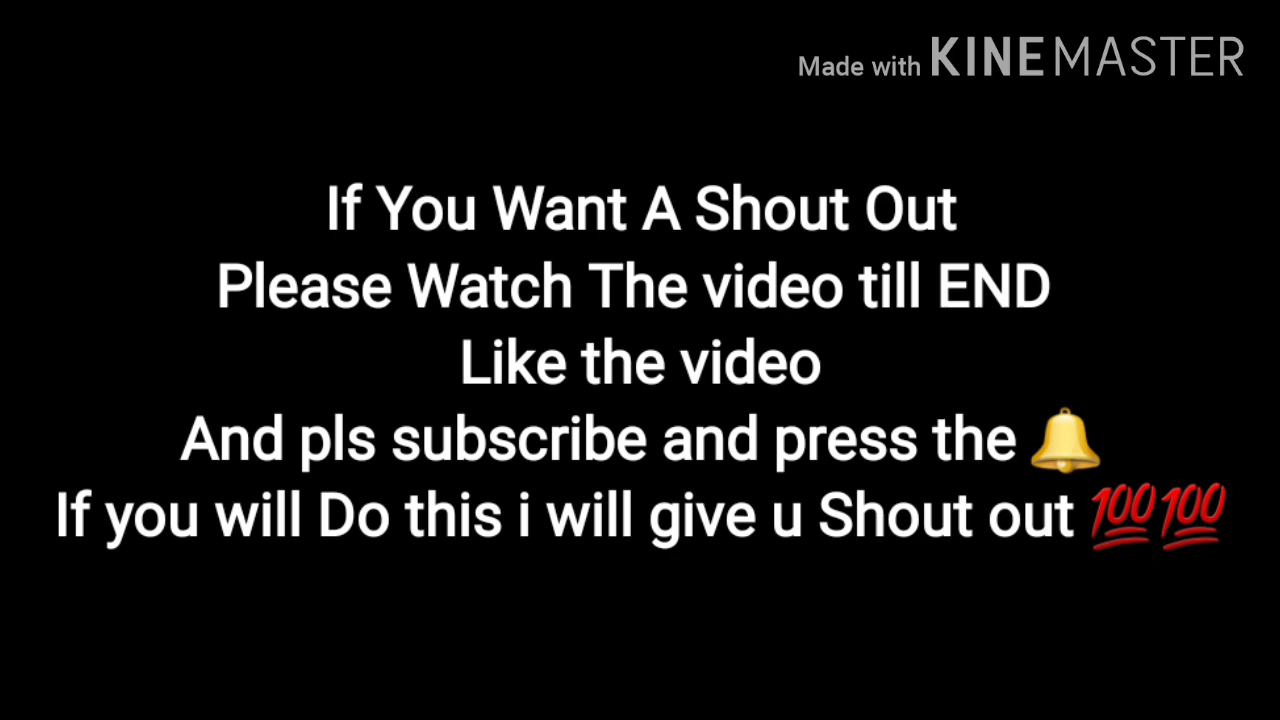 Made with KINEMASTER
If You Want A Shout Out
Please Watch The video till END
Like the video
And pls subscribe and press the 🔔
If you will Do this i will give u Shout out 💯💯